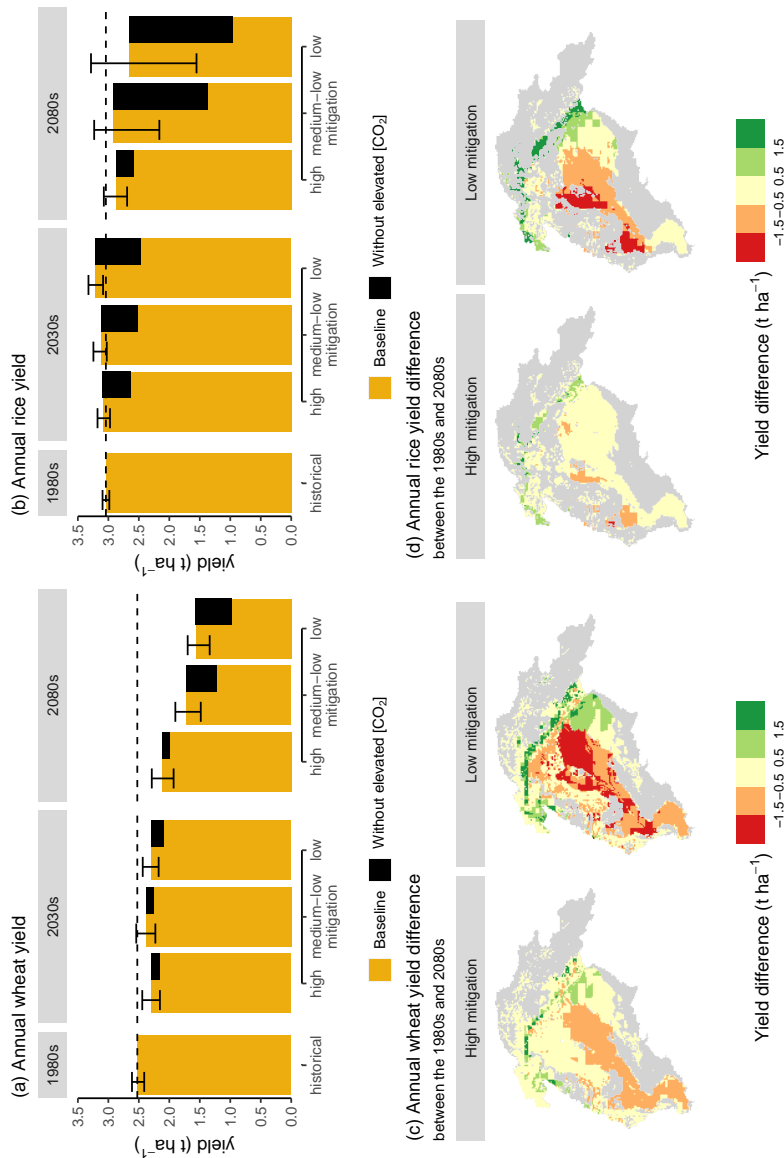 (a) Annual wheat yield
1980s
2030s
2080s
yield (t ha⁻¹)
3.5
3.0
2.5
2.0
1.5
1.0
0.5
0.0
historical
high
medium−low
low
high
medium−low
low
mitigation
mitigation
Baseline
Without elevated [CO₂]
(b) Annual rice yield
1980s
2030s
2080s
yield (t ha⁻¹)
3.5
3.0
2.5
2.0
1.5
1.0
0.5
0.0
historical
high
medium−low
low
high
medium−low
low
mitigation
mitigation
Baseline
Without elevated [CO₂]
(c) Annual wheat yield difference
between the 1980s and 2080s
High mitigation
Low mitigation
Yield difference (t ha⁻¹)
−1.5
−0.5
0.5
1.5
(d) Annual rice yield difference
between the 1980s and 2080s
High mitigation
Low mitigation
Yield difference (t ha⁻¹)
−1.5
−0.5
0.5
1.5